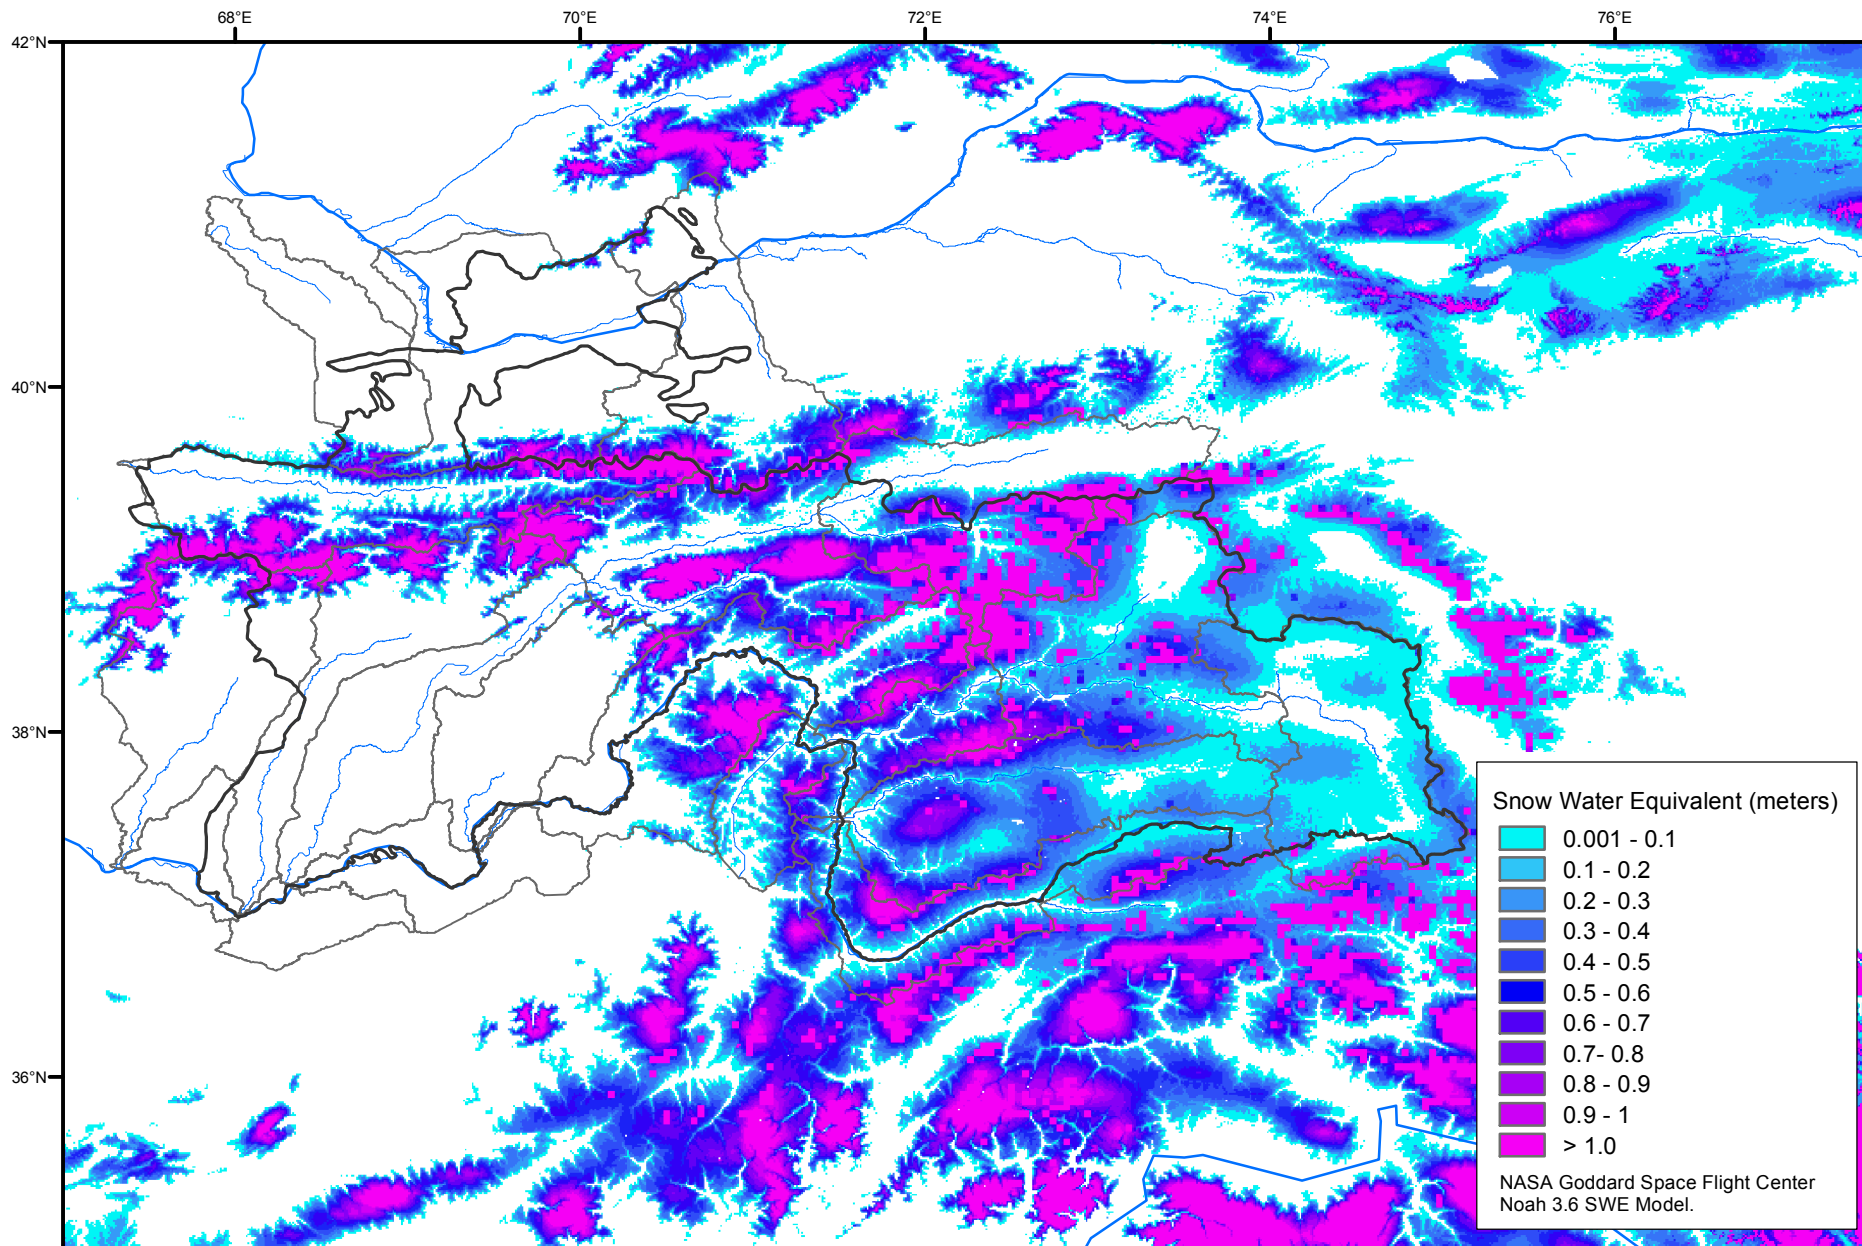 68°E 70°E 72°E 74°E 76°E
42°N
40°N
38°N
36°N
Snow Water Equivalent (meters)
0.001 - 0.1
0.1 - 0.2
0.2 - 0.3
0.3 - 0.4
0.4 - 0.5
0.5 - 0.6
0.6 - 0.7
0.7- 0.8
0.8 - 0.9
0.9 - 1
> 1.0
NASA Goddard Space Flight Center
Noah 3.6 SWE Model.